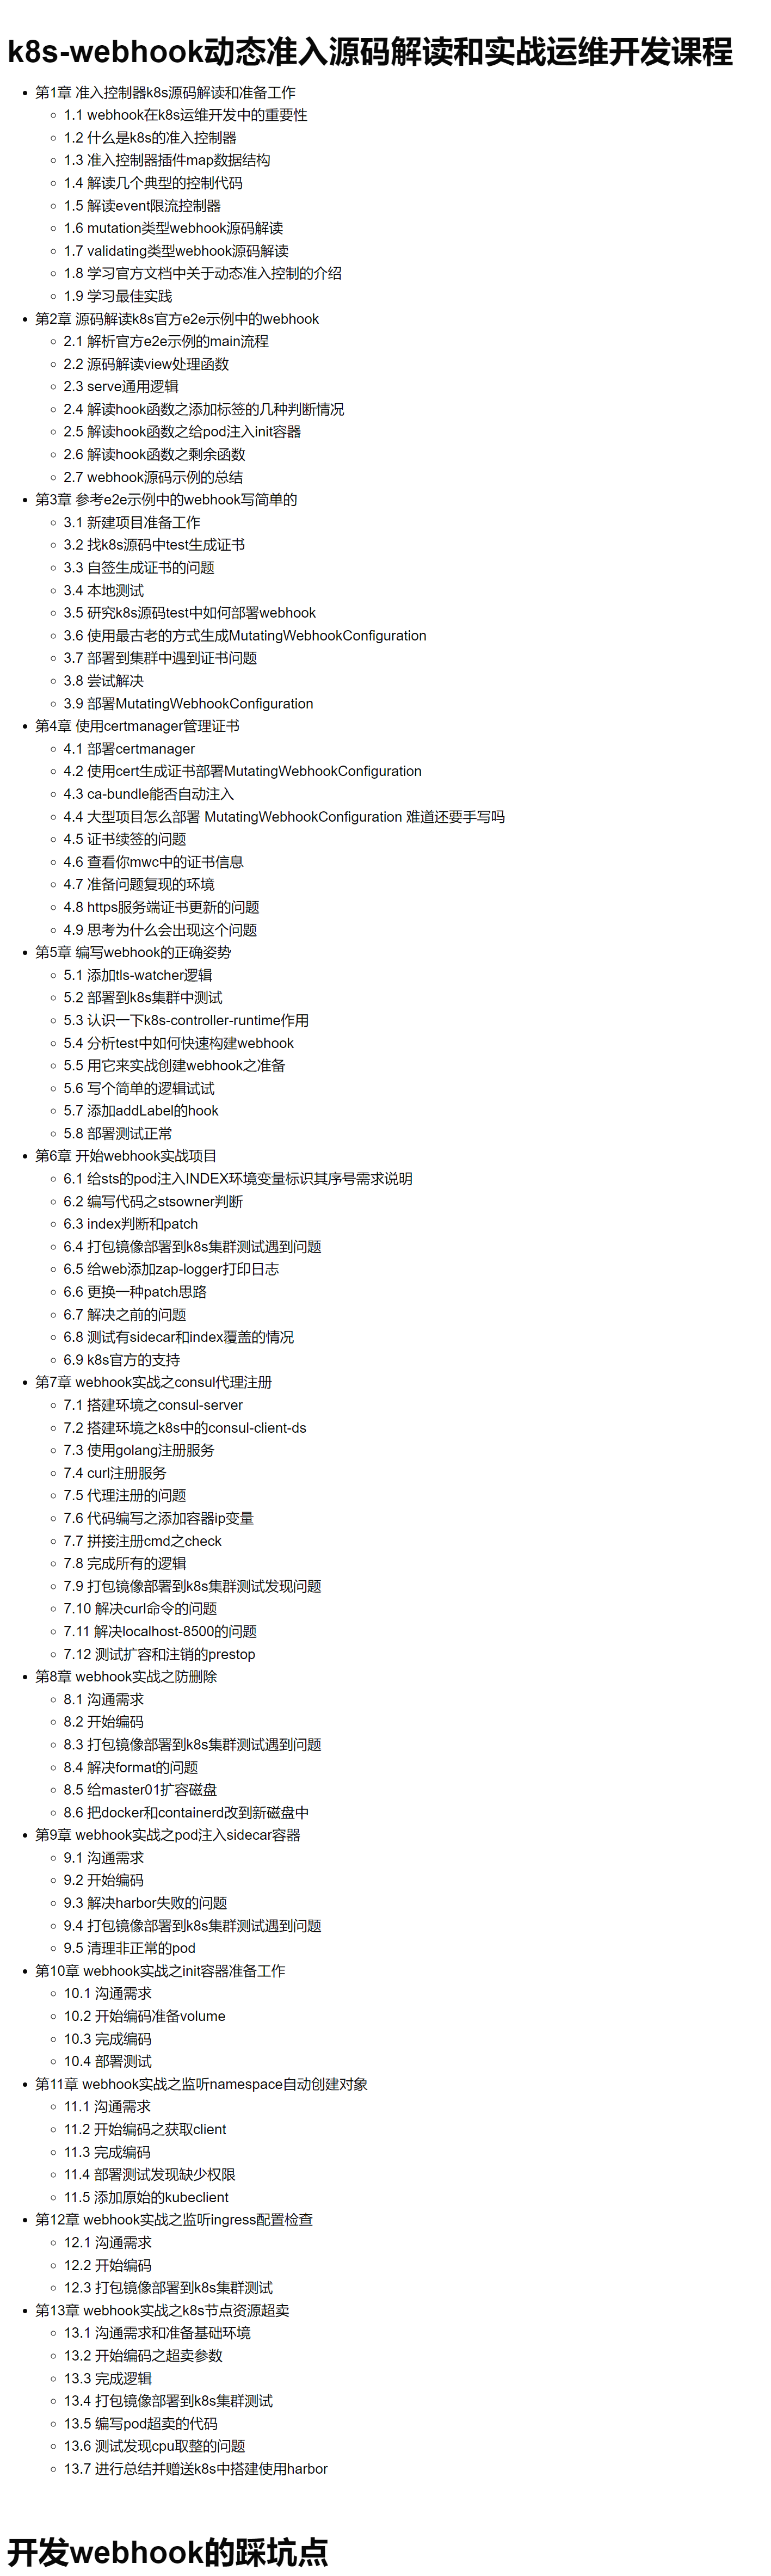 k8s-webhook动态准入源码解读和实战运维开发课程
第1章 准入控制器k8s源码解读和准备工作
1.1 webhook在k8s运维开发中的重要性
1.2 什么是k8s的准入控制器
1.3 准入控制器插件map数据结构
1.4 解读几个典型的控制代码
1.5 解读event限流控制器
1.6 mutation类型webhook源码解读
1.7 validating类型webhook源码解读
1.8 学习官方文档中关于动态准入控制的介绍
1.9 学习最佳实践
第2章 源码解读k8s官方e2e示例中的webhook
2.1 解析官方e2e示例的main流程
2.2 源码解读view处理函数
2.3 serve通用逻辑
2.4 解读hook函数之添加标签的几种判断情况
2.5 解读hook函数之给pod注入init容器
2.6 解读hook函数之剩余函数
2.7 webhook源码示例的总结
第3章 参考e2e示例中的webhook写简单的
3.1 新建项目准备工作
3.2 找k8s源码中test生成证书
3.3 自签生成证书的问题
3.4 本地测试
3.5 研究k8s源码test中如何部署webhook
3.6 使用最古老的方式生成MutatingWebhookConfiguration
3.7 部署到集群中遇到证书问题
3.8 尝试解决
3.9 部署MutatingWebhookConfiguration
第4章 使用certmanager管理证书
4.1 部署certmanager
4.2 使用cert生成证书部署MutatingWebhookConfiguration
4.3 ca-bundle能否自动注入
4.4 大型项目怎么部署 MutatingWebhookConfiguration 难道还要手写吗
4.5 证书续签的问题
4.6 查看你mwc中的证书信息
4.7 准备问题复现的环境
4.8 https服务端证书更新的问题
4.9 思考为什么会出现这个问题
第5章 编写webhook的正确姿势
5.1 添加tls-watcher逻辑
5.2 部署到k8s集群中测试
5.3 认识一下k8s-controller-runtime作用
5.4 分析test中如何快速构建webhook
5.5 用它来实战创建webhook之准备
5.6 写个简单的逻辑试试
5.7 添加addLabel的hook
5.8 部署测试正常
第6章 开始webhook实战项目
6.1 给sts的pod注入INDEX环境变量标识其序号需求说明
6.2 编写代码之stsowner判断
6.3 index判断和patch
6.4 打包镜像部署到k8s集群测试遇到问题
6.5 给web添加zap-logger打印日志
6.6 更换一种patch思路
6.7 解决之前的问题
6.8 测试有sidecar和index覆盖的情况
6.9 k8s官方的支持
第7章 webhook实战之consul代理注册
7.1 搭建环境之consul-server
7.2 搭建环境之k8s中的consul-client-ds
7.3 使用golang注册服务
7.4 curl注册服务
7.5 代理注册的问题
7.6 代码编写之添加容器ip变量
7.7 拼接注册cmd之check
7.8 完成所有的逻辑
7.9 打包镜像部署到k8s集群测试发现问题
7.10 解决curl命令的问题
7.11 解决localhost-8500的问题
7.12 测试扩容和注销的prestop
第8章 webhook实战之防删除
8.1 沟通需求
8.2 开始编码
8.3 打包镜像部署到k8s集群测试遇到问题
8.4 解决format的问题
8.5 给master01扩容磁盘
8.6 把docker和containerd改到新磁盘中
第9章 webhook实战之pod注入sidecar容器
9.1 沟通需求
9.2 开始编码
9.3 解决harbor失败的问题
9.4 打包镜像部署到k8s集群测试遇到问题
9.5 清理非正常的pod
第10章 webhook实战之init容器准备工作
10.1 沟通需求
10.2 开始编码准备volume
10.3 完成编码
10.4 部署测试
第11章 webhook实战之监听namespace自动创建对象
11.1 沟通需求
11.2 开始编码之获取client
11.3 完成编码
11.4 部署测试发现缺少权限
11.5 添加原始的kubeclient
第12章 webhook实战之监听ingress配置检查
12.1 沟通需求
12.2 开始编码
12.3 打包镜像部署到k8s集群测试
第13章 webhook实战之k8s节点资源超卖
13.1 沟通需求和准备基础环境
13.2 开始编码之超卖参数
13.3 完成逻辑
13.4 打包镜像部署到k8s集群测试
13.5 编写pod超卖的代码
13.6 测试发现cpu取整的问题
13.7 进行总结并赠送k8s中搭建使用harbor
开发webhook的踩坑点